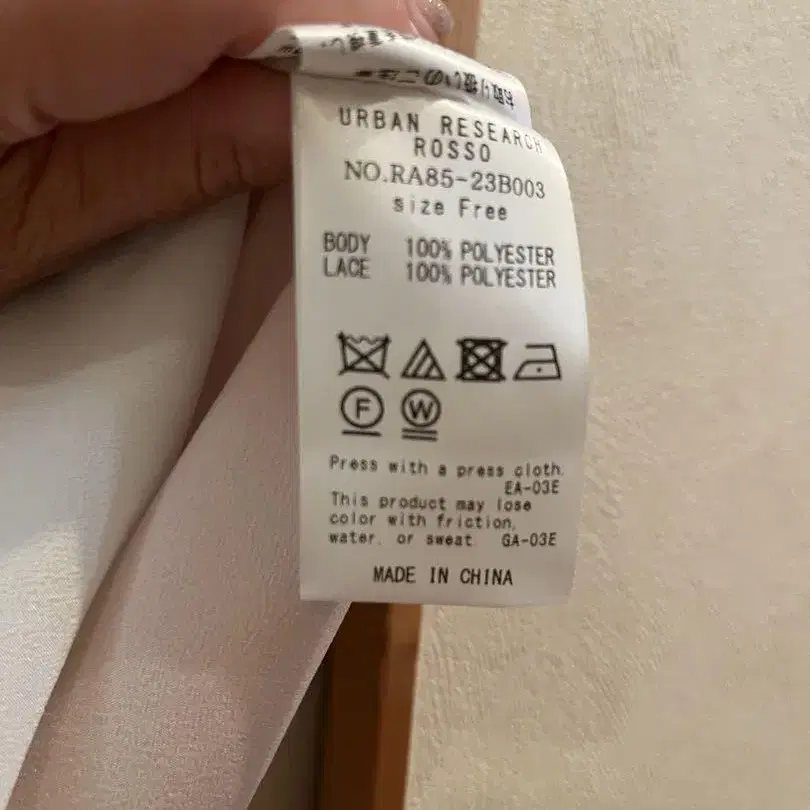 URBAN RESEARCH
ROSSO
NO.RA85-23B003
size Free
BODY 100% POLYESTER
LACE 100% POLYESTER
F W
Press with a press cloth.
EA-03E
This product may lose
color with friction,
water, or sweat GA-03E
MADE IN CHINA